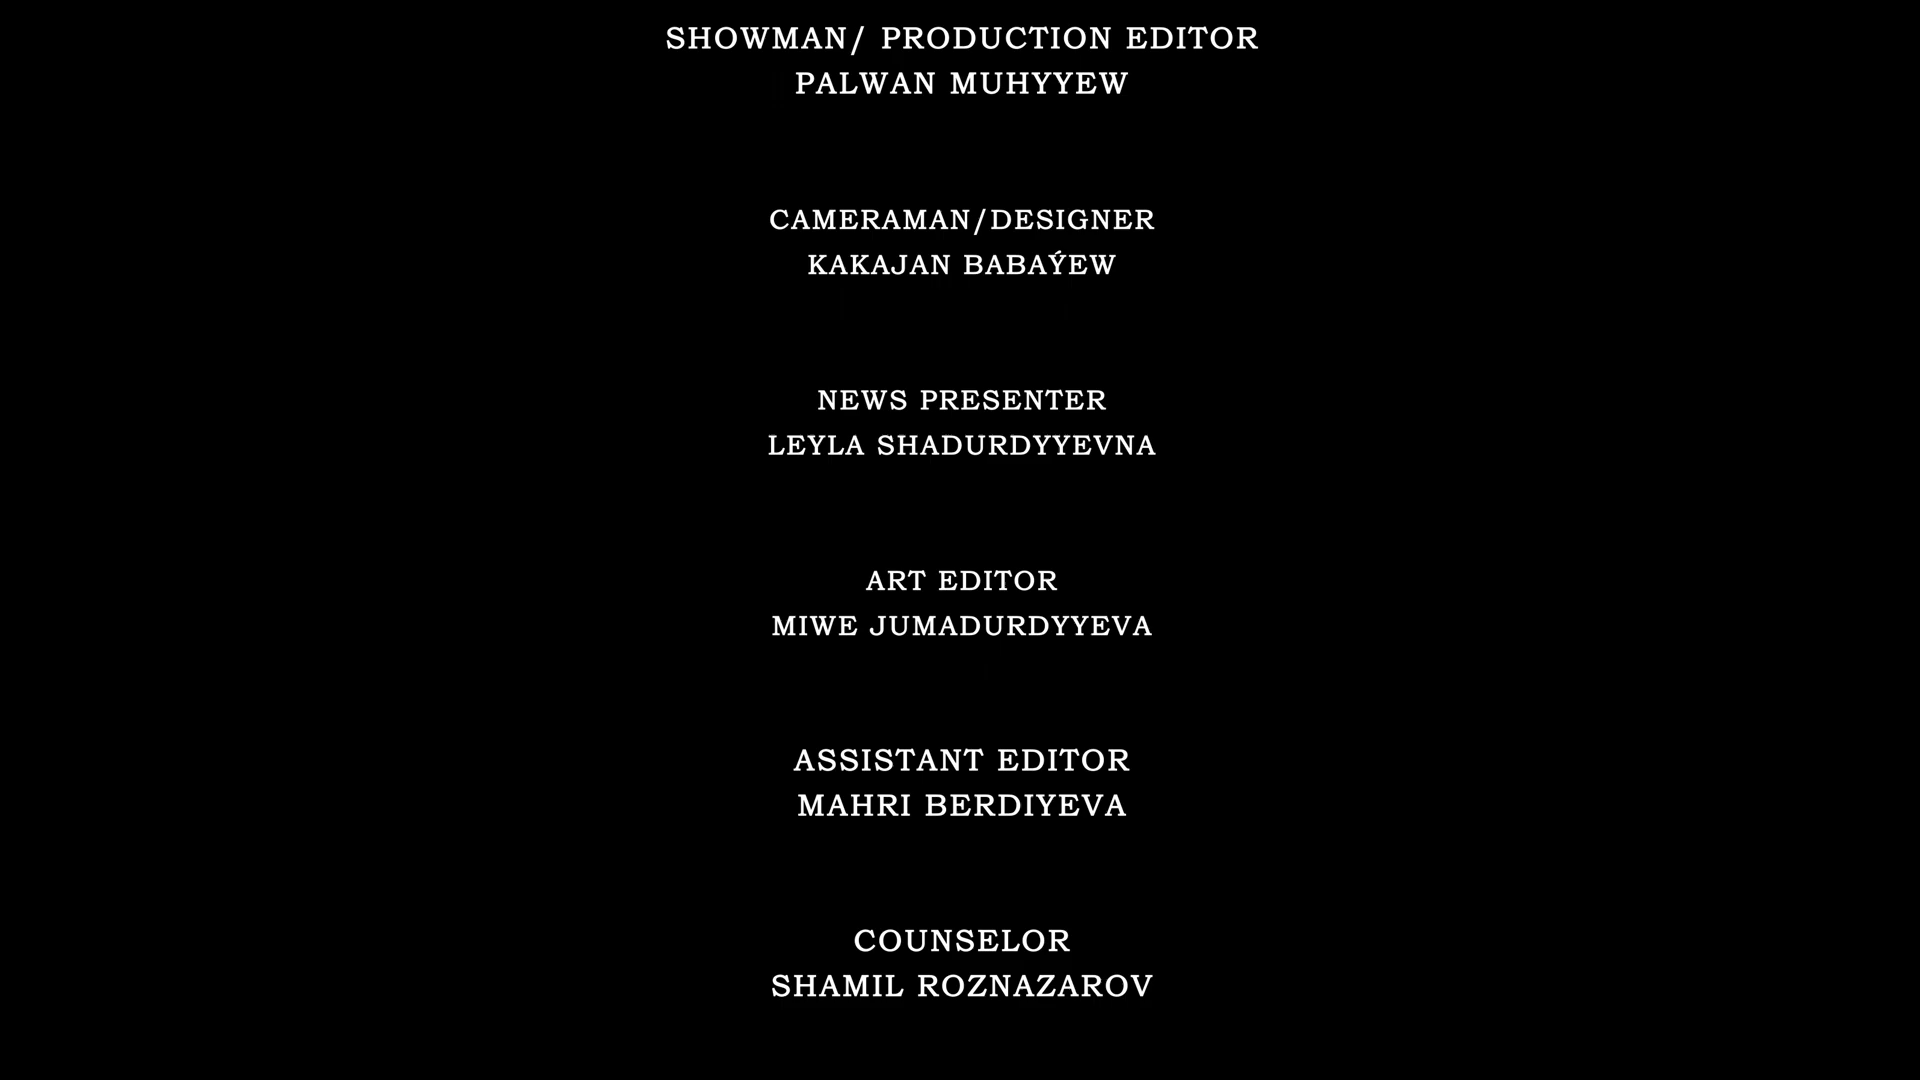 SHOWMAN/ PRODUCTION EDITOR
PALWAN MUHYYEW
CAMERAMAN/DESIGNER
KAKAJAN BABAÝEW
NEWS PRESENTER
LEYLA SHADURDYYEVNA
ART EDITOR
MIWE JUMADURDYYEVA
ASSISTANT EDITOR
MAHRI BERDIYEVA
COUNSELOR
SHAMIL ROZNAZAROV